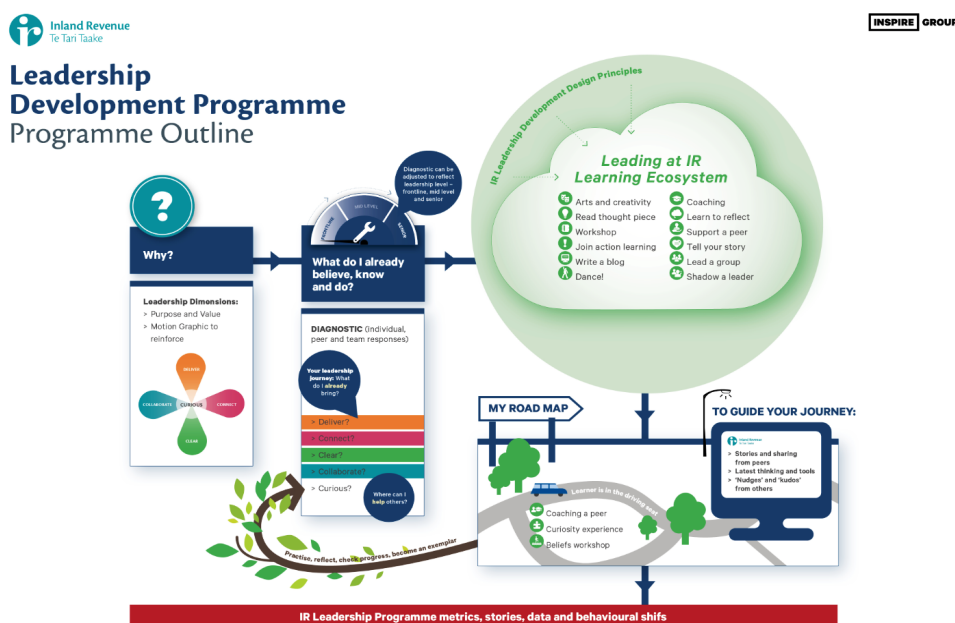 Inland Revenue
Te Tari Taake
INSPIRE GROUP
Leadership
Development Programme
Programme Outline
?
Why?
Leadership Dimensions:
> Purpose and Value
> Motion Graphic to
reinforce
DELIVER
COLLABORATE
CURIOUS
CONNECT
CLEAR
Diagnostic can be
adjusted to reflect
leadership level –
frontline, mid level
and senior
FRONTLINE
MID LEVEL
SENIOR
What do I already
believe, know
and do?
DIAGNOSTIC (individual,
peer and team responses)
Your leadership
journey: What
do I already
bring?
> Deliver?
> Connect?
> Clear?
> Collaborate?
> Curious?
Where can I
help others?
IR Leadership Development Design Principles
Leading at IR
Learning Ecosystem
Arts and creativity
Read thought piece
Workshop
Join action learning
Write a blog
Dance!
Coaching
Learn to reflect
Support a peer
Tell your story
Lead a group
Shadow a leader
MY ROAD MAP
Learner is in the driving seat
Coaching a peer
Curiosity experience
Beliefs workshop
TO GUIDE YOUR JOURNEY:
Inland Revenue
> Stories and sharing
from peers
> Latest thinking and tools
> 'Nudges' and 'kudos'
from others
Practise, reflect, check progress, become an exemplar
IR Leadership Programme metrics, stories, data and behavioural shifs